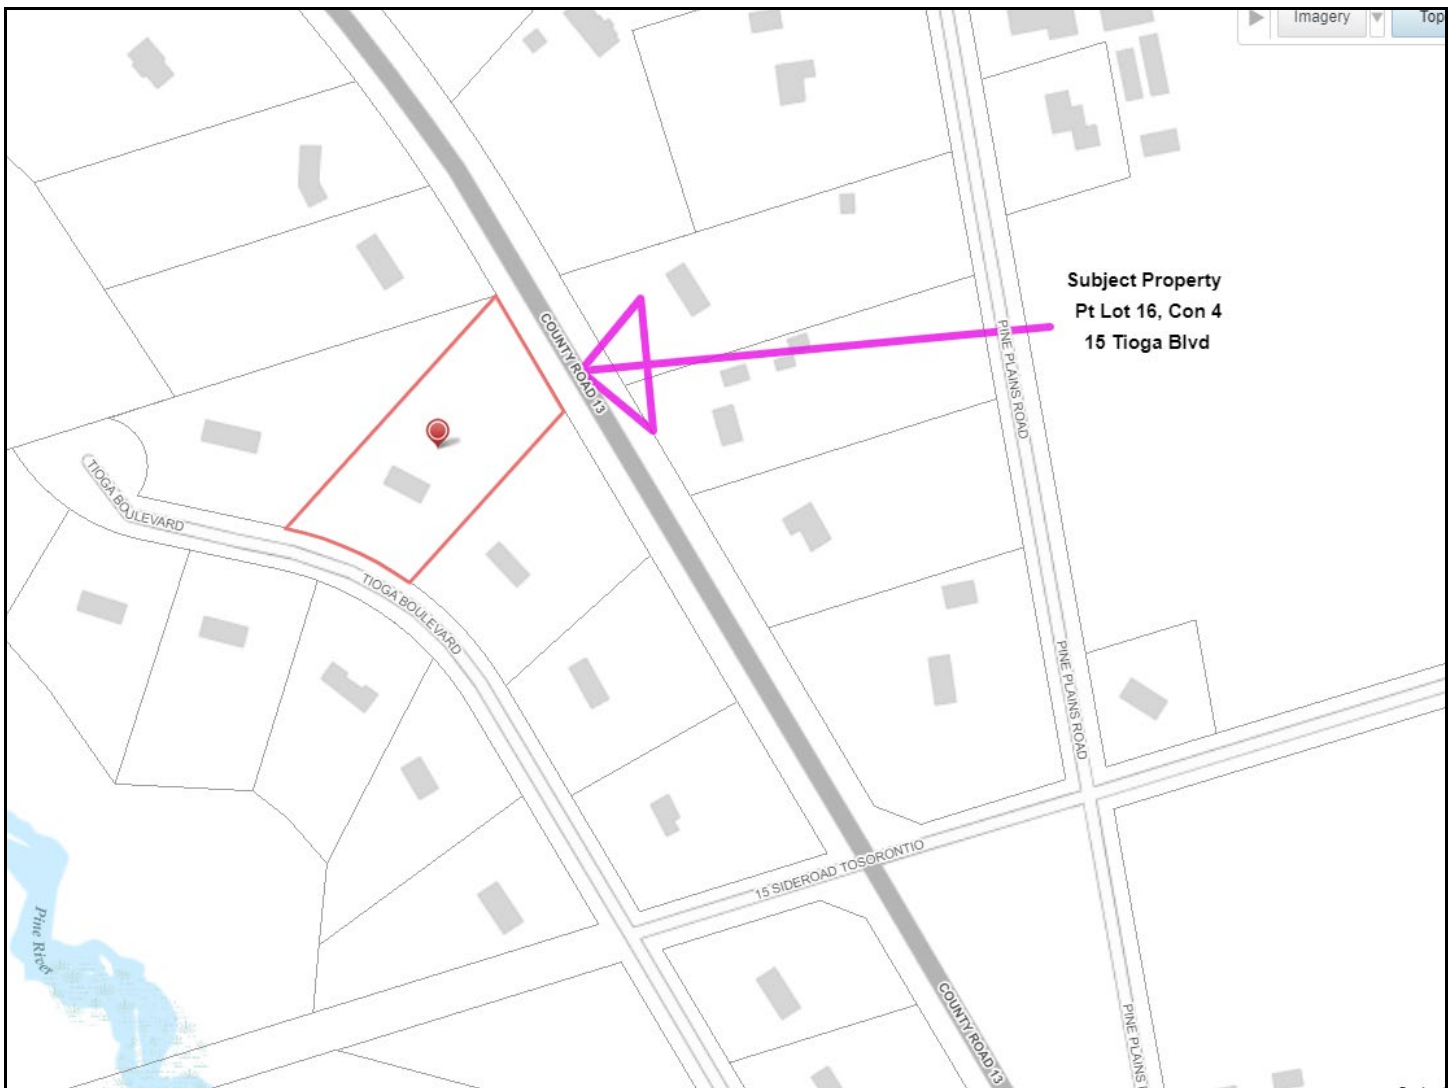 Imagery
Top
Subject Property
Pt Lot 16, Con 4
15 Tioga Blvd
COUNTY ROAD 13
PINE PLAINS ROAD
TIOGA BOULEVARD
TIOGA BOULEVARD
PINE PLAINS ROAD
15 SIDEROAD TOSORONTIO
Pine River
COUNTY ROAD 13
PINE PLAINS